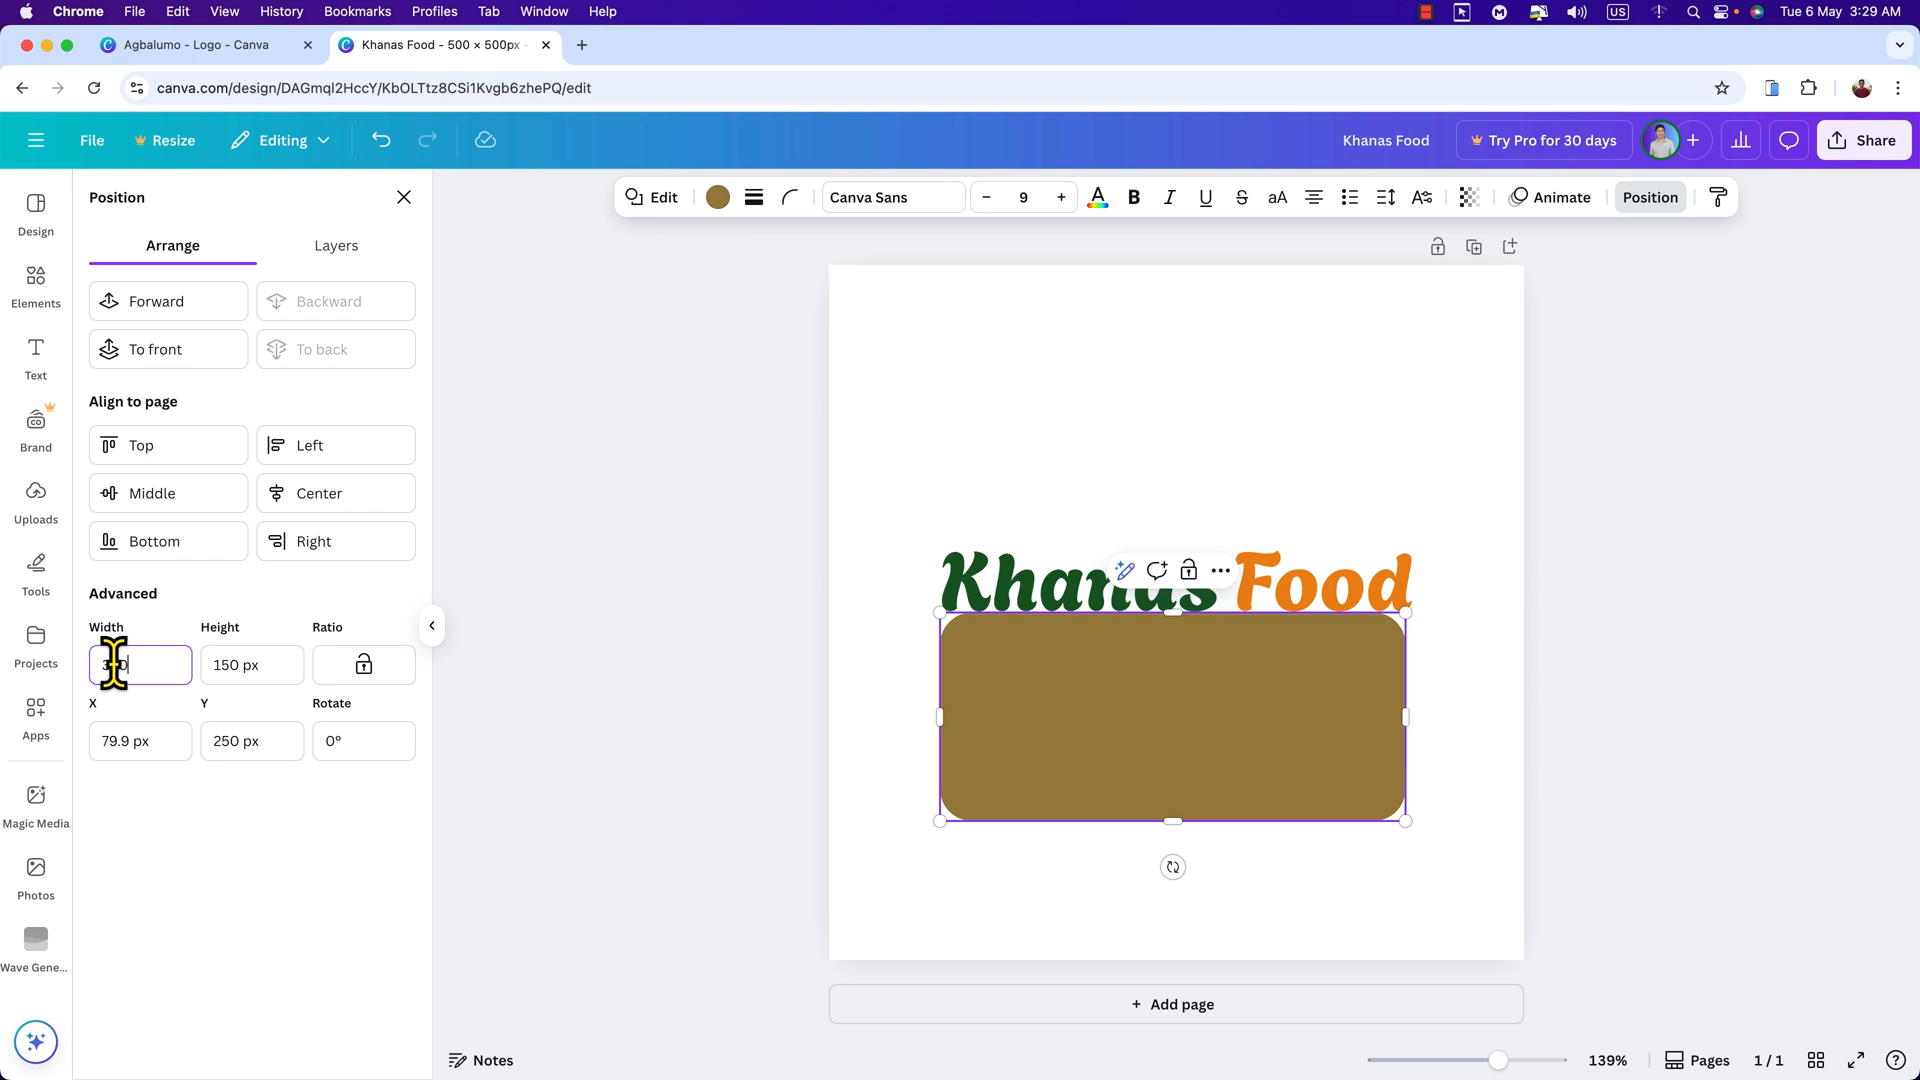 Chrome File Edit View History Bookmarks Profiles Tab Window Help US Tue 6 May 3:29 AM
Agbalumo - Logo - Canva Khanas Food - 500 × 500px -
canva.com/design/DAGmql2HccY/KbOLTtz8CSi1Kvgb6zhePQ/edit
File Resize Editing Khanas Food Try Pro for 30 days Share
Position
Edit Canva Sans 9 B I U S aA Animate Position
Arrange Layers
Design
Elements
Text
Brand
Uploads
Tools
Projects
Apps
Magic Media
Photos
Wave Gene...
Forward Backward
To front To back
Align to page
Top Left
Middle Center
Bottom Right
Advanced
Width Height Ratio
150 px
X Y Rotate
79.9 px 250 px 0°
Khanas Food
+ Add page
Notes 139% Pages 1 / 1